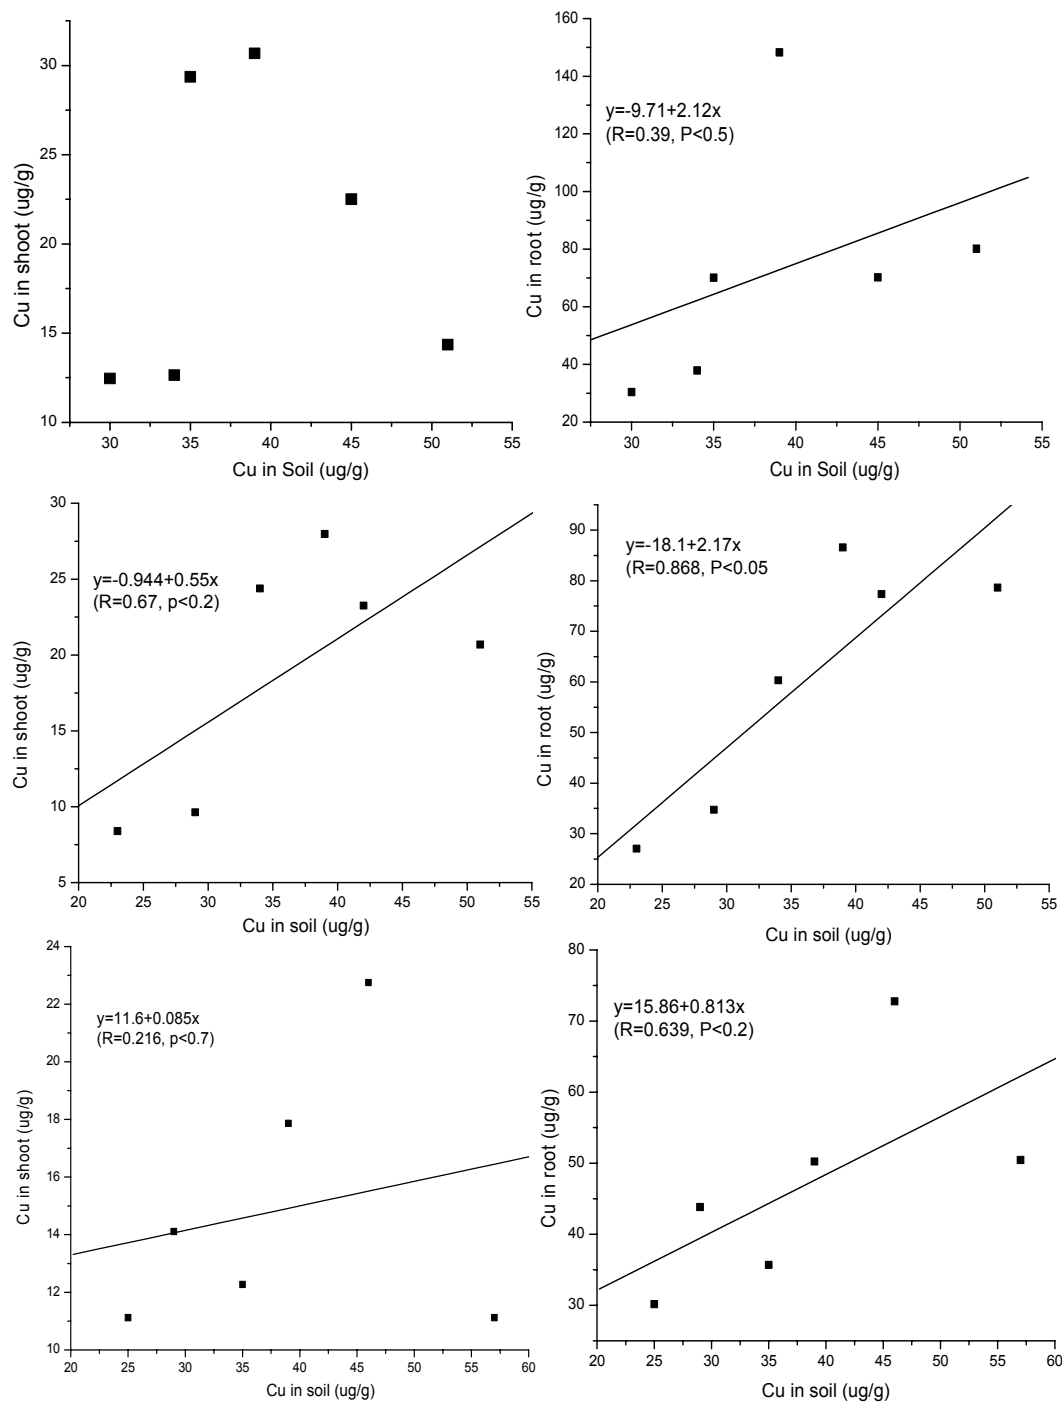 30
25
20
15
10
Cu in shoot (ug/g)
30 35 40 45 50 55
Cu in Soil (ug/g)
160
140
120
100
80
60
40
20
Cu in root (ug/g)
y=-9.71+2.12x
(R=0.39, P<0.5)
30 35 40 45 50 55
Cu in Soil (ug/g)
30
25
20
15
10
5
Cu in shoot (ug/g)
y=-0.944+0.55x
(R=0.67, p<0.2)
20 25 30 35 40 45 50 55
Cu in soil (ug/g)
90
80
70
60
50
40
30
20
Cu in root (ug/g)
y=-18.1+2.17x
(R=0.868, P<0.05
20 25 30 35 40 45 50 55
Cu in soil (ug/g)
24
22
20
18
16
14
12
10
Cu in shoot (ug/g)
y=11.6+0.085x
(R=0.216, p<0.7)
20 25 30 35 40 45 50 55 60
Cu in soil (ug/g)
80
70
60
50
40
30
Cu in root (ug/g)
y=15.86+0.813x
(R=0.639, P<0.2)
20 25 30 35 40 45 50 55 60
Cu in soil (ug/g)